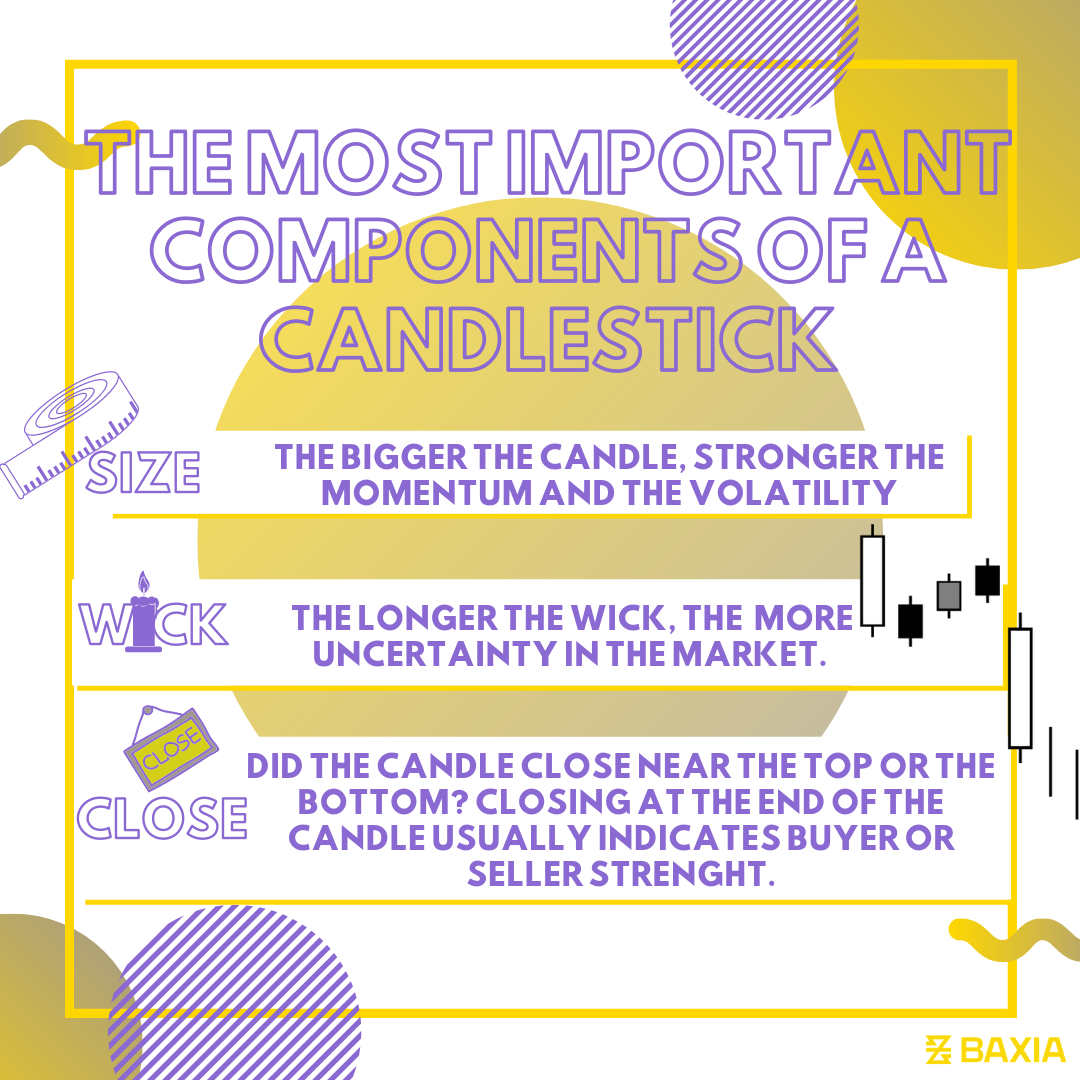 THE MOST IMPORTANT
COMPONENTS OF A
CANDLESTICK
SIZE
THE BIGGER THE CANDLE, STRONGER THE
MOMENTUM AND THE VOLATILITY
WICK
THE LONGER THE WICK, THE MORE
UNCERTAINTY IN THE MARKET.
CLOSE
CLOSE
DID THE CANDLE CLOSE NEAR THE TOP OR THE
BOTTOM? CLOSING AT THE END OF THE
CANDLE USUALLY INDICATES BUYER OR
SELLER STRENGHT.
BAXIA